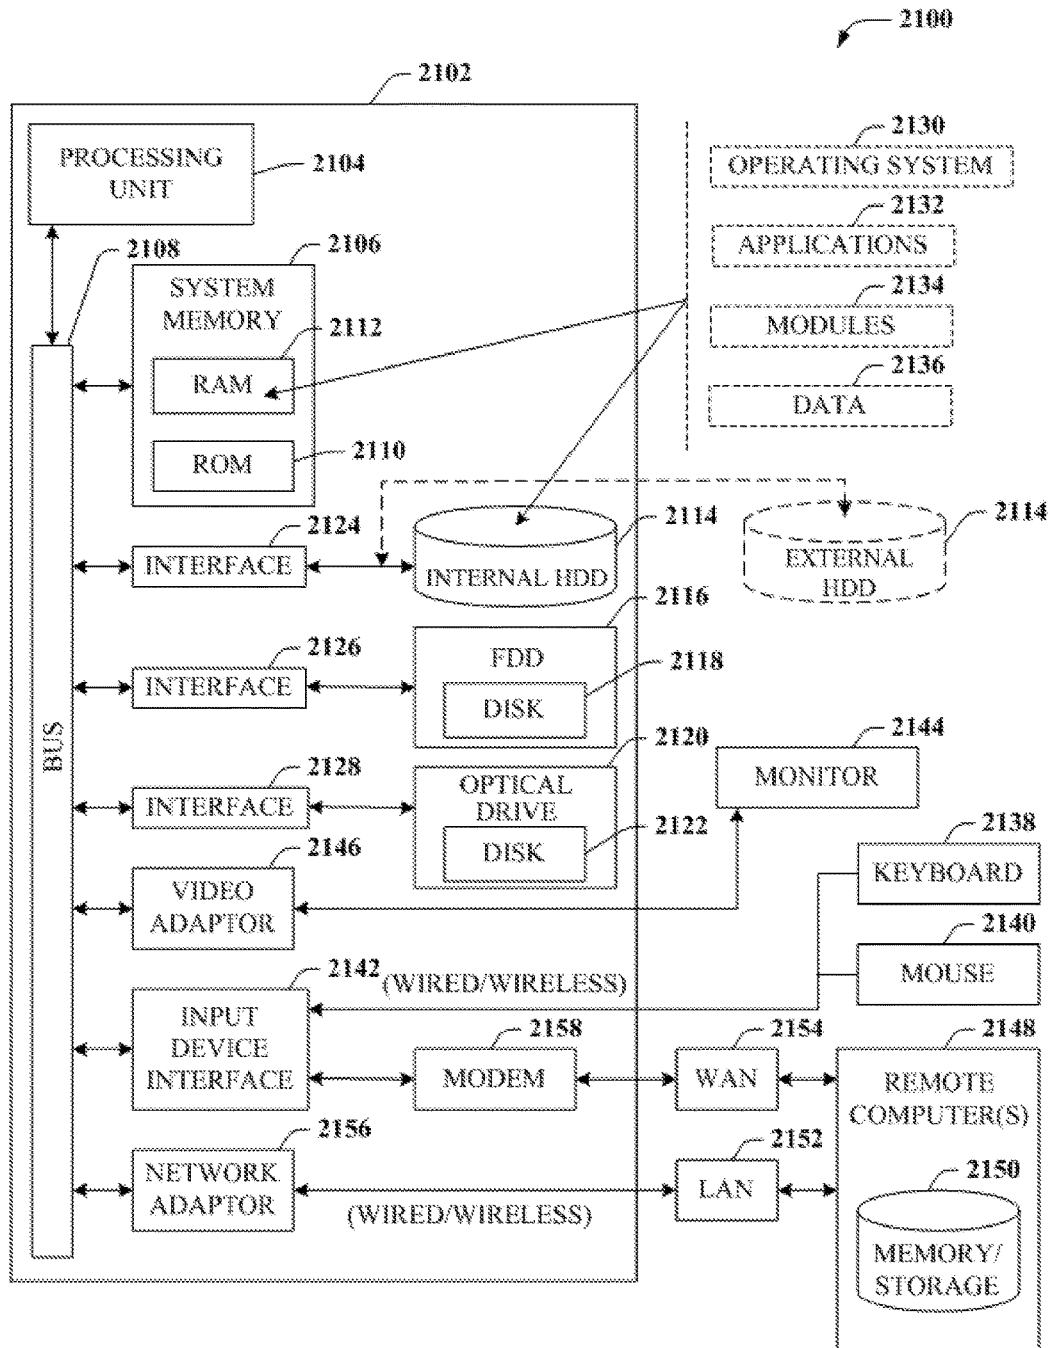 2100
2102
PROCESSING
UNIT
2104
2130
OPERATING SYSTEM
2132
APPLICATIONS
2134
MODULES
2136
DATA
2108
2106
SYSTEM
MEMORY
2112
RAM
ROM
2110
2124
INTERFACE
INTERNAL HDD
2114
EXTERNAL
HDD
2114
2126
INTERFACE
2116
FDD
2118
DISK
BUS
2128
INTERFACE
2120
OPTICAL
DRIVE
2122
DISK
2144
MONITOR
2146
VIDEO
ADAPTOR
2138
KEYBOARD
2140
MOUSE
2142
(WIRED/WIRELESS)
INPUT
DEVICE
INTERFACE
2158
MODEM
2154
WAN
2148
REMOTE
COMPUTER(S)
2156
NETWORK
ADAPTOR
(WIRED/WIRELESS)
2152
LAN
2150
MEMORY/
STORAGE